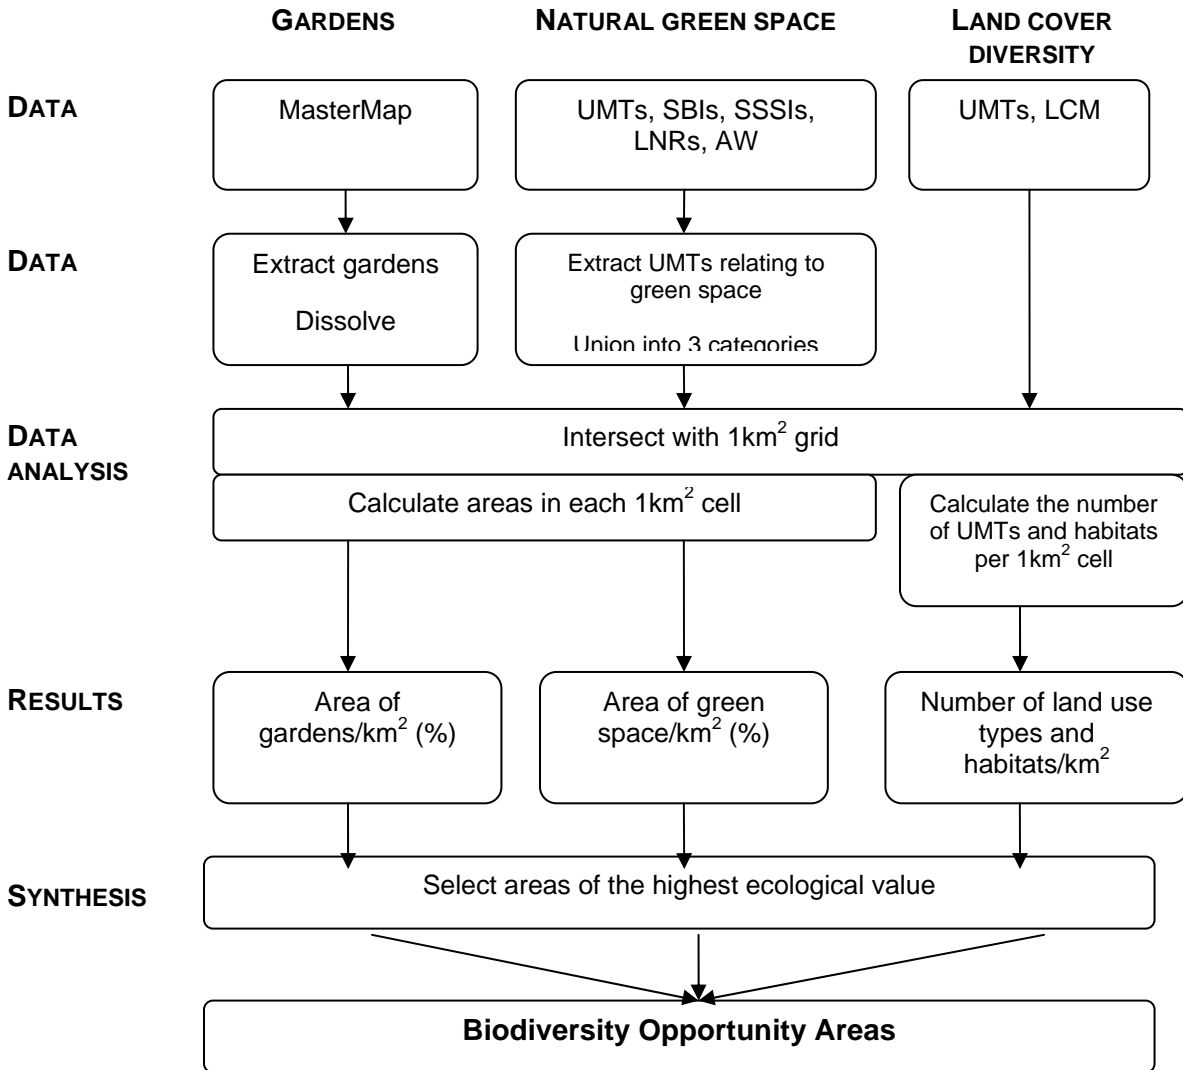 GARDENS
NATURAL GREEN SPACE
LAND COVER
DIVERSITY
DATA
MasterMap
UMTs, SBIs, SSSIs,
LNRs, AW
UMTs, LCM
DATA
Extract gardens
Dissolve
Extract UMTs relating to
green space
Union into 3 categories
DATA
ANALYSIS
Intersect with 1km² grid
Calculate areas in each 1km² cell
Calculate the number
of UMTs and habitats
per 1km² cell
RESULTS
Area of
gardens/km² (%)
Area of green
space/km² (%)
Number of land use
types and
habitats/km²
SYNTHESIS
Select areas of the highest ecological value
Biodiversity Opportunity Areas